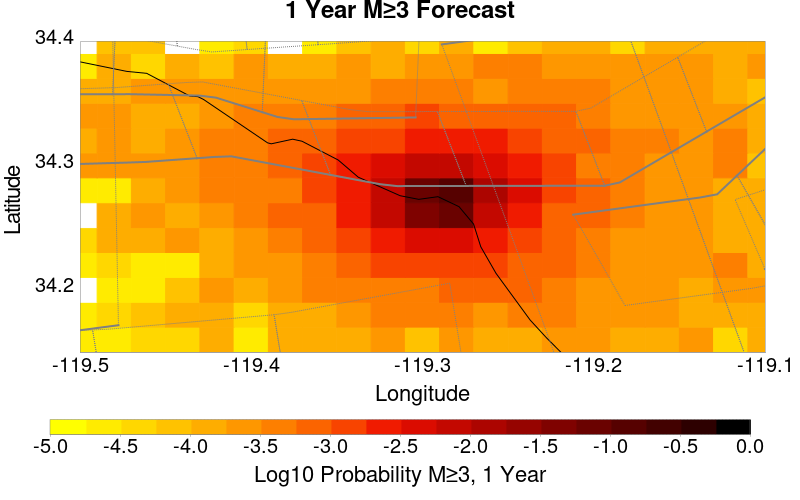 1 Year M≥3 Forecast
34.4
34.3
34.2
Latitude
-119.5 -119.4 -119.3 -119.2 -119.1
Longitude
-5.0 -4.5 -4.0 -3.5 -3.0 -2.5 -2.0 -1.5 -1.0 -0.5 0.0
Log10 Probability M≥3, 1 Year